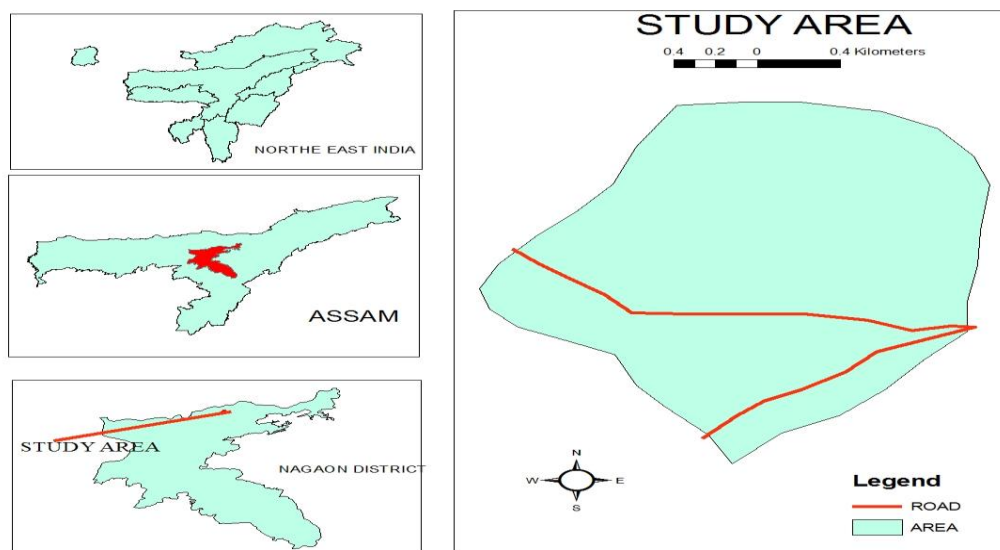 NORTHE EAST INDIA
ASSAM
STUDY AREA
NAGAON DISTRICT
STUDY AREA
0.4 0.2 0 0.4 Kilometers
N
W E
S
Legend
ROAD
AREA